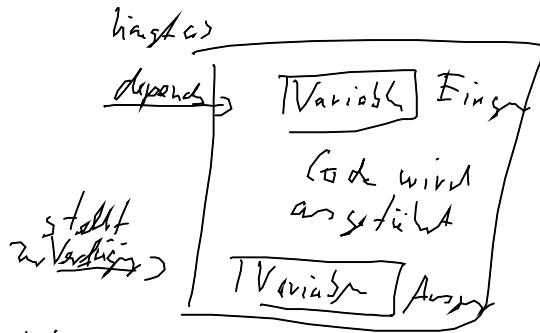 hängt ab
depends
Variable Eingang
Code wird
ausgeführt
stellt
zur Verfügung
Variable Ausgang